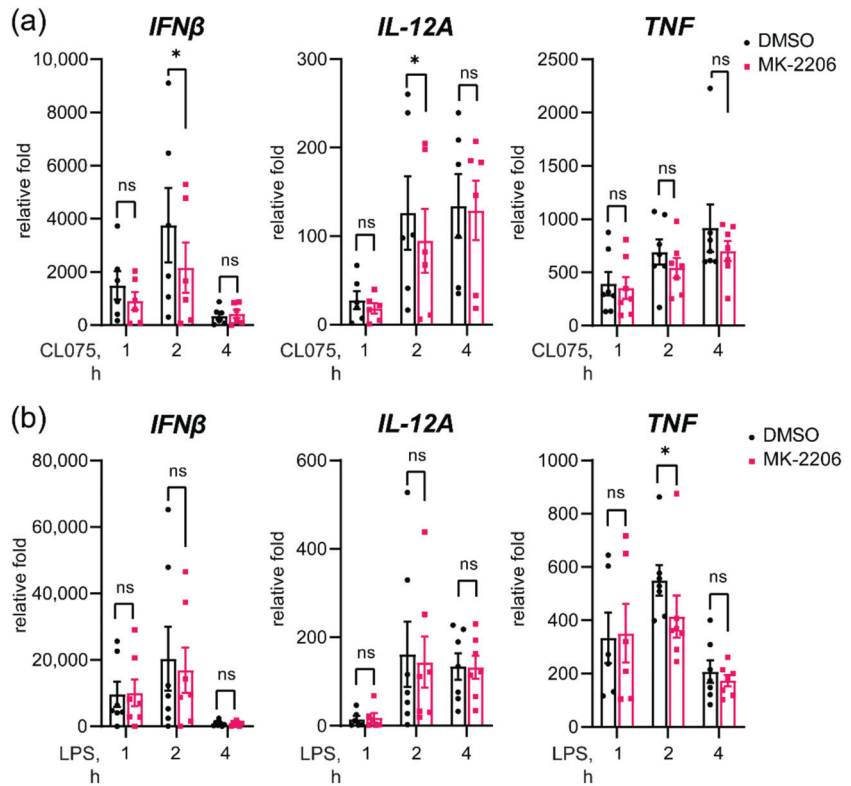 (a)
IFNβ
IL-12A
TNF
DMSO
MK-2206
relative fold
10,000
8000
6000
4000
2000
0
ns
*
ns
CL075, h
1
2
4
relative fold
300
200
100
0
ns
*
ns
CL075, h
1
2
4
relative fold
2500
2000
1500
1000
500
0
ns
ns
ns
CL075, h
1
2
4
(b)
IFNβ
IL-12A
TNF
DMSO
MK-2206
relative fold
80,000
60,000
40,000
20,000
0
ns
ns
ns
LPS, h
1
2
4
relative fold
600
400
200
0
ns
ns
ns
LPS, h
1
2
4
relative fold
1000
800
600
400
200
0
ns
*
ns
LPS, h
1
2
4